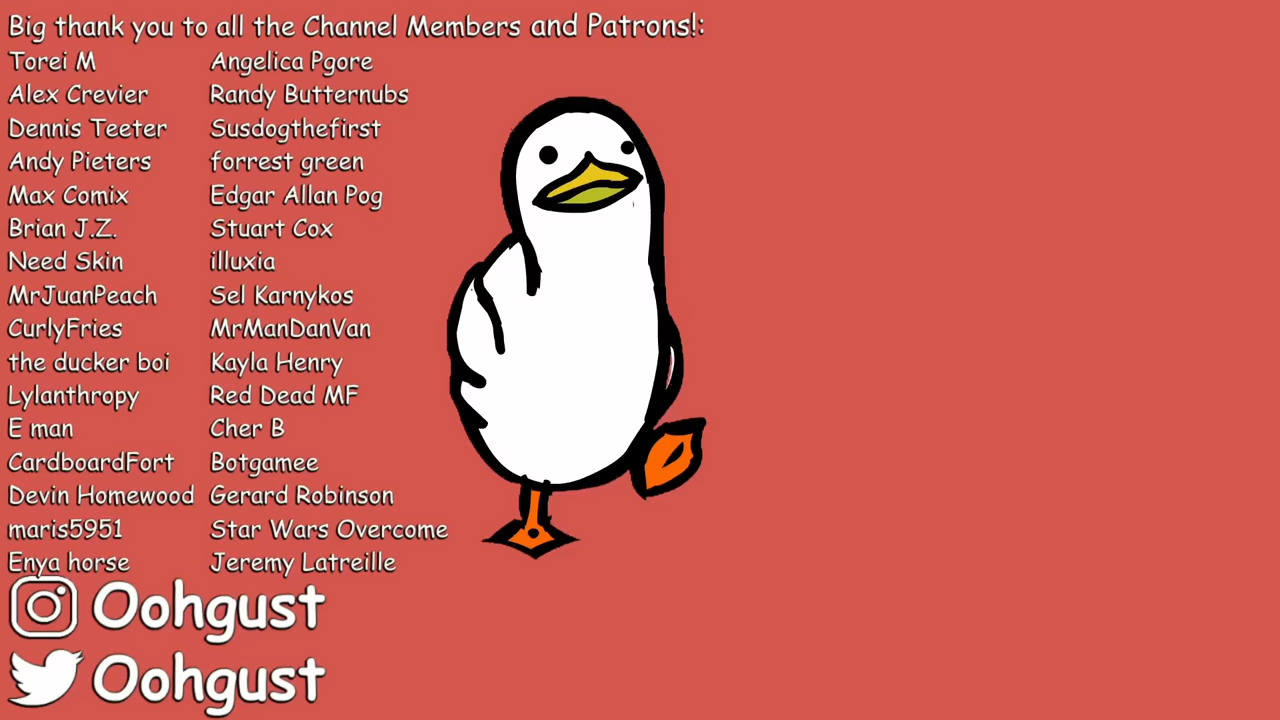 Big thank you to all the Channel Members and Patrons!:
Torei M
Alex Crevier
Dennis Teeter
Andy Pieters
Max Comix
Brian J.Z.
Need Skin
MrJuanPeach
CurlyFries
the ducker boi
Lylanthropy
E man
CardboardFort
Devin Homewood
maris5951
Enya horse
Angelica Pgore
Randy Butternubs
Susdogthefirst
forrest green
Edgar Allan Pog
Stuart Cox
illuxia
Sel Karnykos
MrManDanVan
Kayla Henry
Red Dead MF
Cher B
Botgamee
Gerard Robinson
Star Wars Overcome
Jeremy Latreille
Oohgust
Oohgust